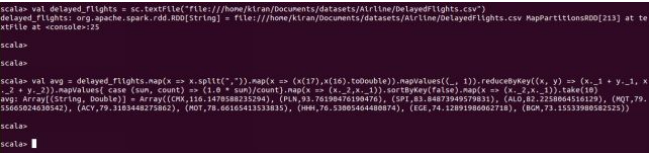 scala> val delayed_flights = sc.textFile("file:///home/kiran/Documents/datasets/Airline/DelayedFlights.csv")
delayed_flights: org.apache.spark.rdd.RDD[String] = file:///home/kiran/Documents/datasets/Airline/DelayedFlights.csv MapPartitionsRDD[213] at te
xtFile at <console>:25
scala>
scala>
scala> val avg = delayed_flights.map(x => x.split(",")).map(x => (x(17),x(16).toDouble)).mapValues((_, 1)).reduceByKey((x, y) => (x._1 + y._1, x
._2 + y._2)).mapValues{ case (sum, count) => (1.0 * sum)/count}.map(x => (x._2,x._1)).sortByKey(false).map(x => (x._2,x._1)).take(10)
avg: Array[(String, Double)] = Array((CMX,116.1470588235294), (PLN,93.76190476190476), (SPI,83.84873949579831), (ALO,82.2258064516129), (MQT,79.
55665024630542), (ACY,79.3103448275862), (MOT,78.66165413533835), (HHH,76.53005464480874), (EGE,74.12891986062718), (BGM,73.15533980582525))
scala>
scala>